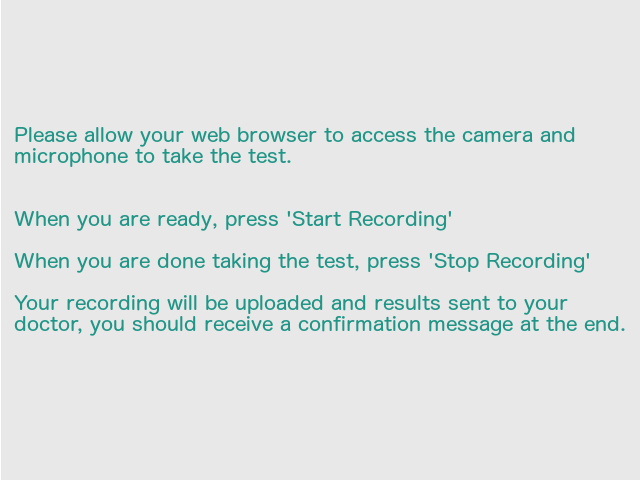 Please allow your web browser to access the camera and
microphone to take the test.
When you are ready, press 'Start Recording'
When you are done taking the test, press 'Stop Recording'
Your recording will be uploaded and results sent to your
doctor, you should receive a confirmation message at the end.